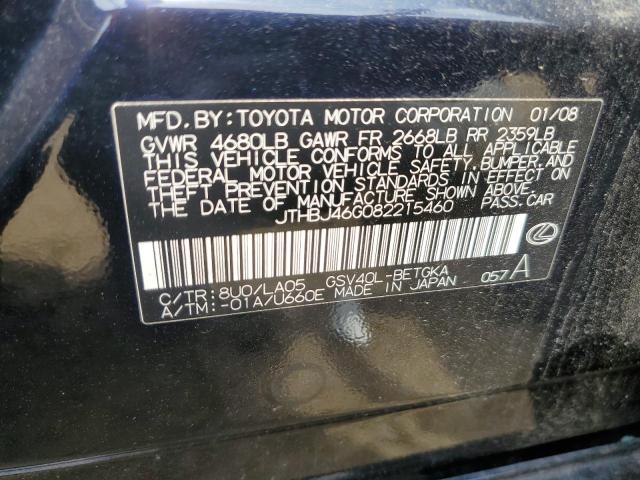 MFD. BY: TOYOTA MOTOR CORPORATION 01/08
GVWR 4680LB GAWR FR 2668LB RR 2359LB
THIS VEHICLE CONFORMS TO ALL APPLICABLE
FEDERAL MOTOR VEHICLE SAFETY, BUMPER, AND
THEFT PREVENTION STANDARDS IN EFFECT ON
THE DATE OF MANUFACTURE SHOWN ABOVE.
JTHBJ46G082215460 PASS. CAR
C/TR: 8U0/LA05 GSV40L-BETGKA 057 A
A/TM: -01A/U660E MADE IN JAPAN